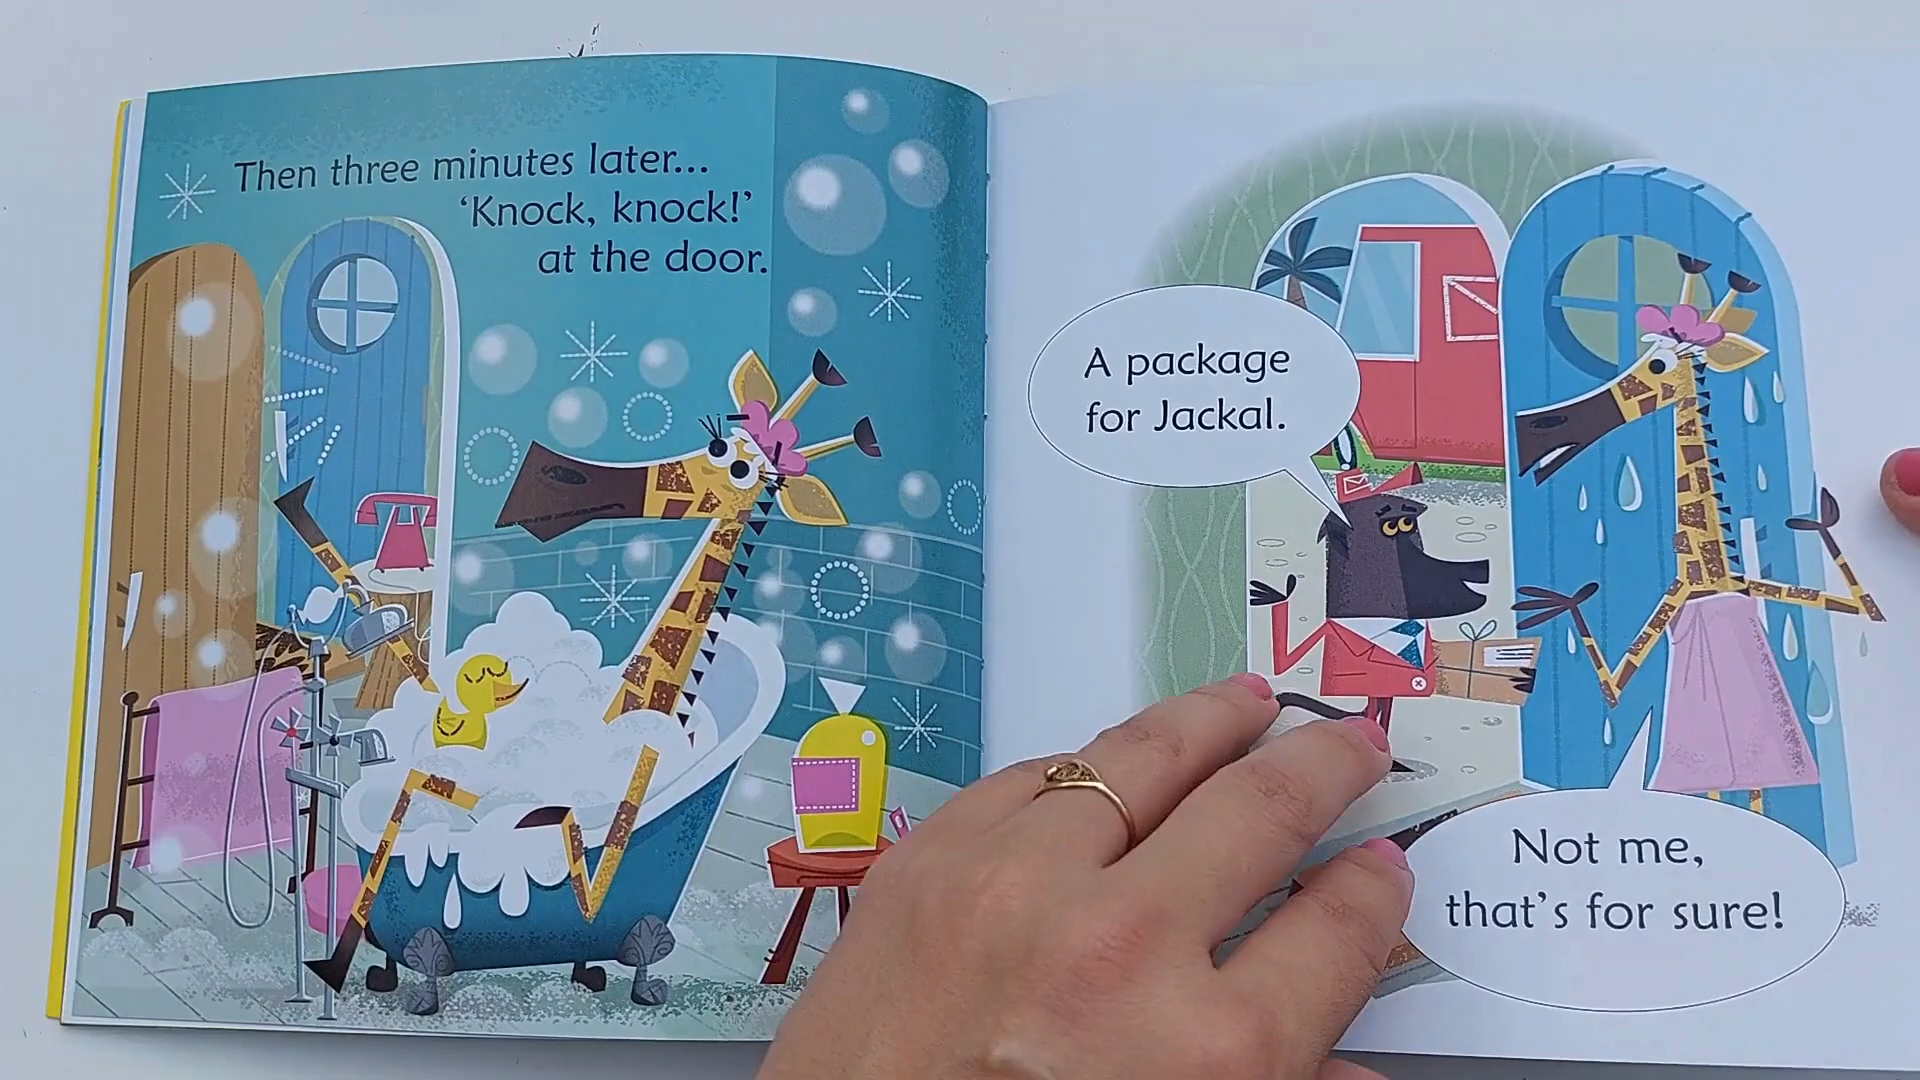 Then three minutes later...
‘Knock, knock!’
at the door.
A package
for Jackal.
Not me,
that’s for sure!